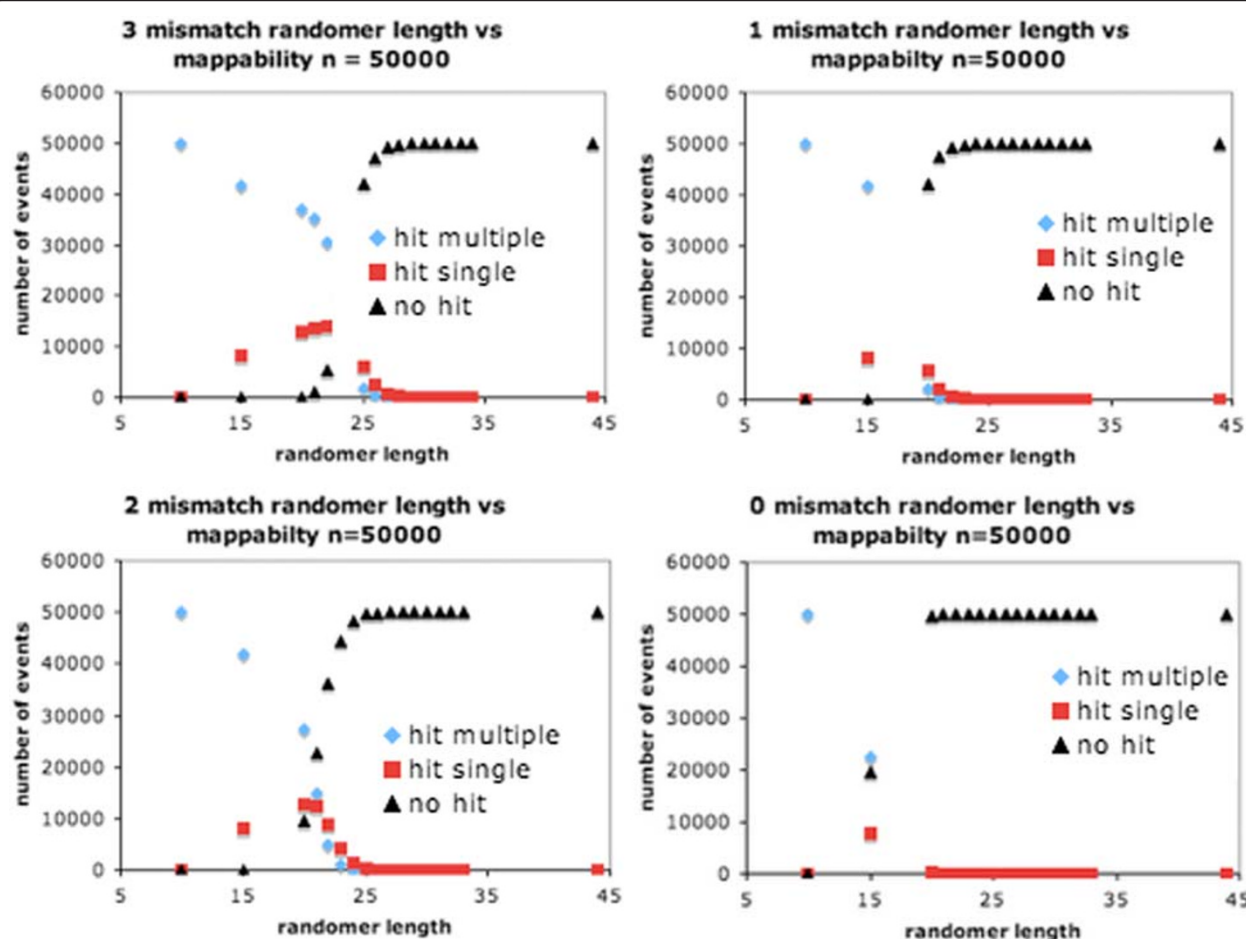 3 mismatch randomer length vs
mappability n = 50000
60000
50000
40000
30000
20000
10000
0
number of events
hit multiple
hit single
no hit
5
15
25
35
45
randomer length
1 mismatch randomer length vs
mappabilty n=50000
60000
50000
40000
30000
20000
10000
0
number of events
hit multiple
hit single
no hit
5
15
25
35
45
randomer length
2 mismatch randomer length vs
mappabilty n=50000
60000
50000
40000
30000
20000
10000
0
number of events
hit multiple
hit single
no hit
5
15
25
35
45
randomer length
0 mismatch randomer length vs
mappabilty n=50000
60000
50000
40000
30000
20000
10000
0
number of events
hit multiple
hit single
no hit
5
15
25
35
45
randomer length